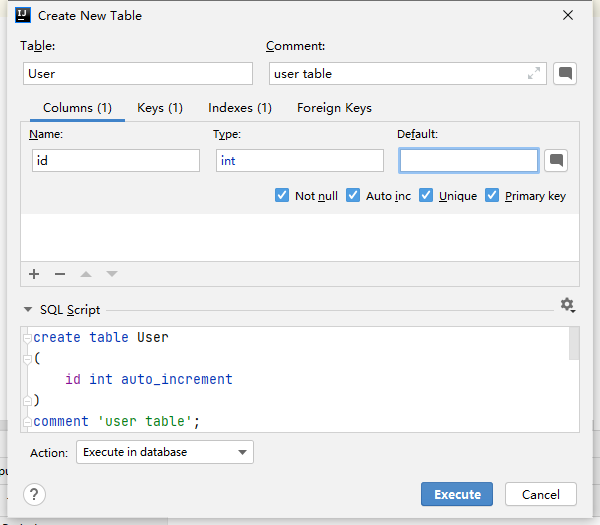 Create New Table
Table: Comment:
User user table
Columns (1) Keys (1) Indexes (1) Foreign Keys
Name: Type: Default:
id int
Not null Auto inc Unique Primary key
SQL Script
create table User
(
id int auto_increment
)
comment 'user table';
Action: Execute in database
? Execute Cancel